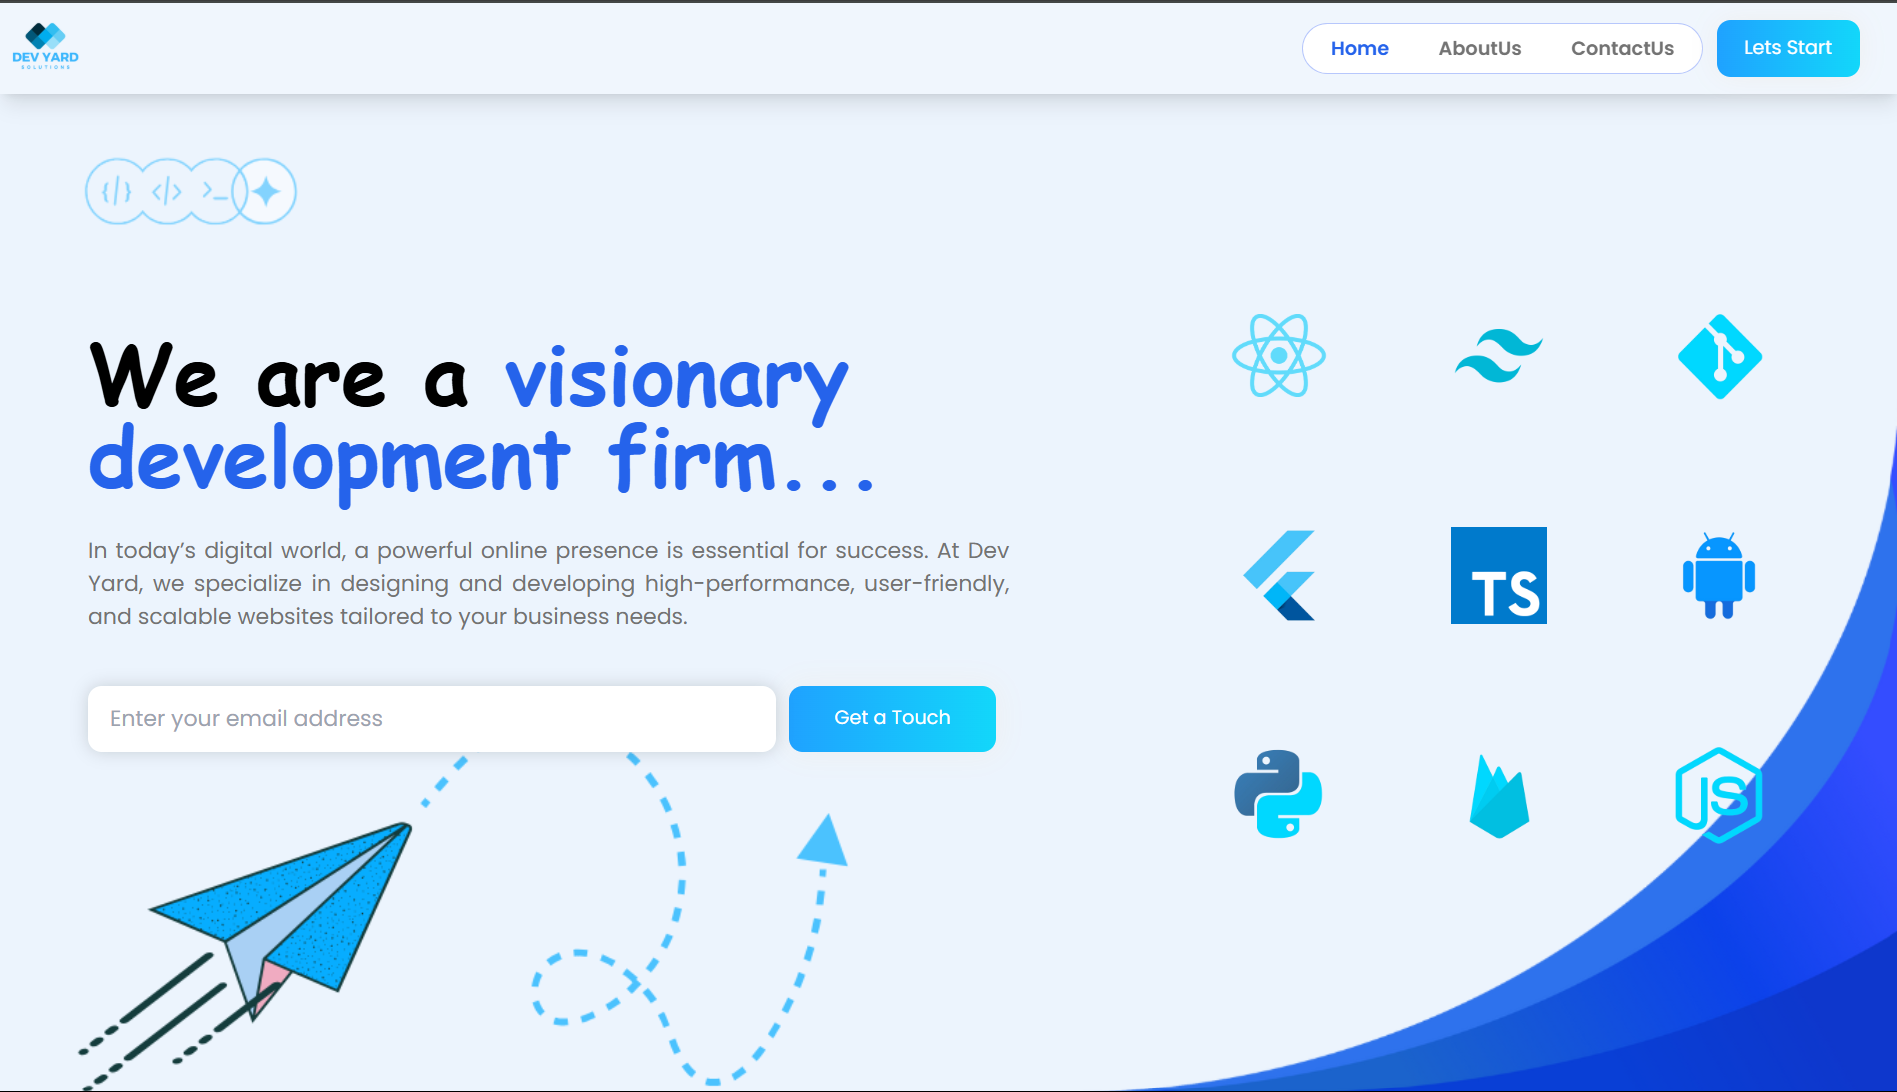 DEV YARD
SOLUTIONS
Home
AboutUs
ContactUs
Lets Start
{/}
</>
>_
We are a visionary
development firm...
In today’s digital world, a powerful online presence is essential for success. At Dev
Yard, we specialize in designing and developing high-performance, user-friendly,
and scalable websites tailored to your business needs.
Enter your email address
Get a Touch
TS
JS